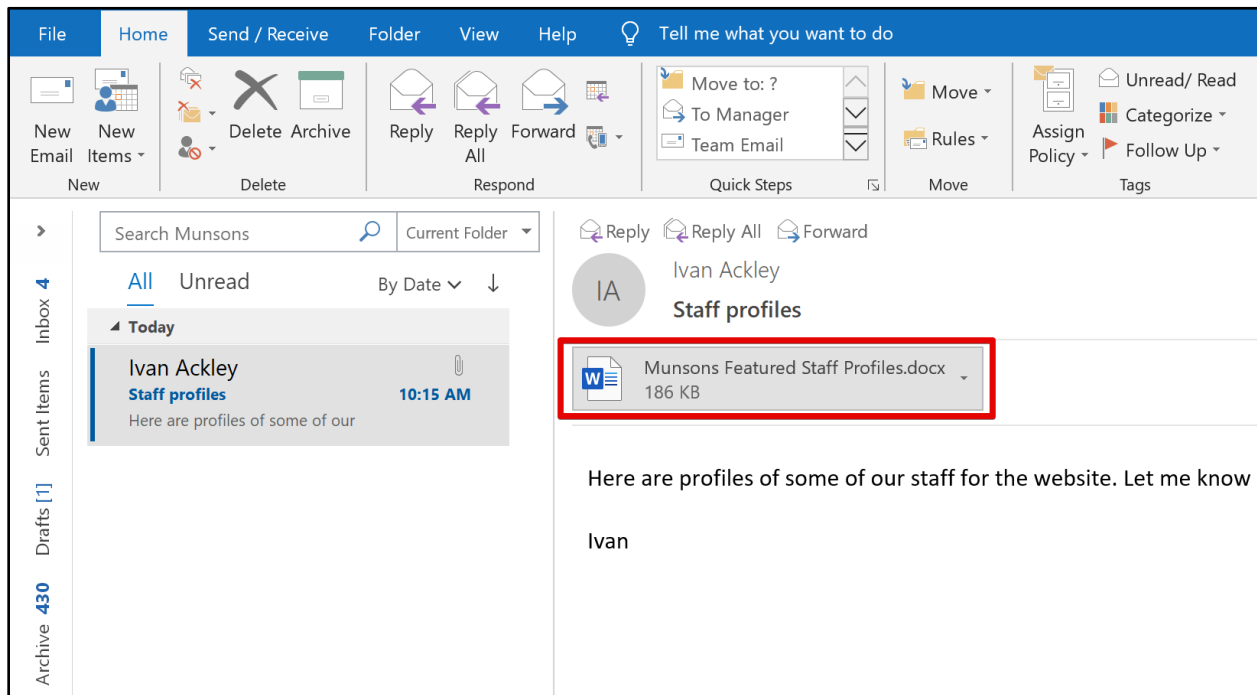 File Home Send / Receive Folder View Help Tell me what you want to do
New Email
New Items
Delete Archive
Reply
Reply All
Forward
Move to: ?
To Manager
Team Email
Move
Rules
Assign Policy
Unread/ Read
Categorize
Follow Up
New Delete Respond Quick Steps Move Tags
Inbox 4
Sent Items
Drafts [1]
Archive 430
Search Munsons Current Folder
All Unread By Date
Today
Ivan Ackley
Staff profiles 10:15 AM
Here are profiles of some of our
Reply Reply All Forward
IA
Ivan Ackley
Staff profiles
W
Munsons Featured Staff Profiles.docx
186 KB
Here are profiles of some of our staff for the website. Let me know
Ivan